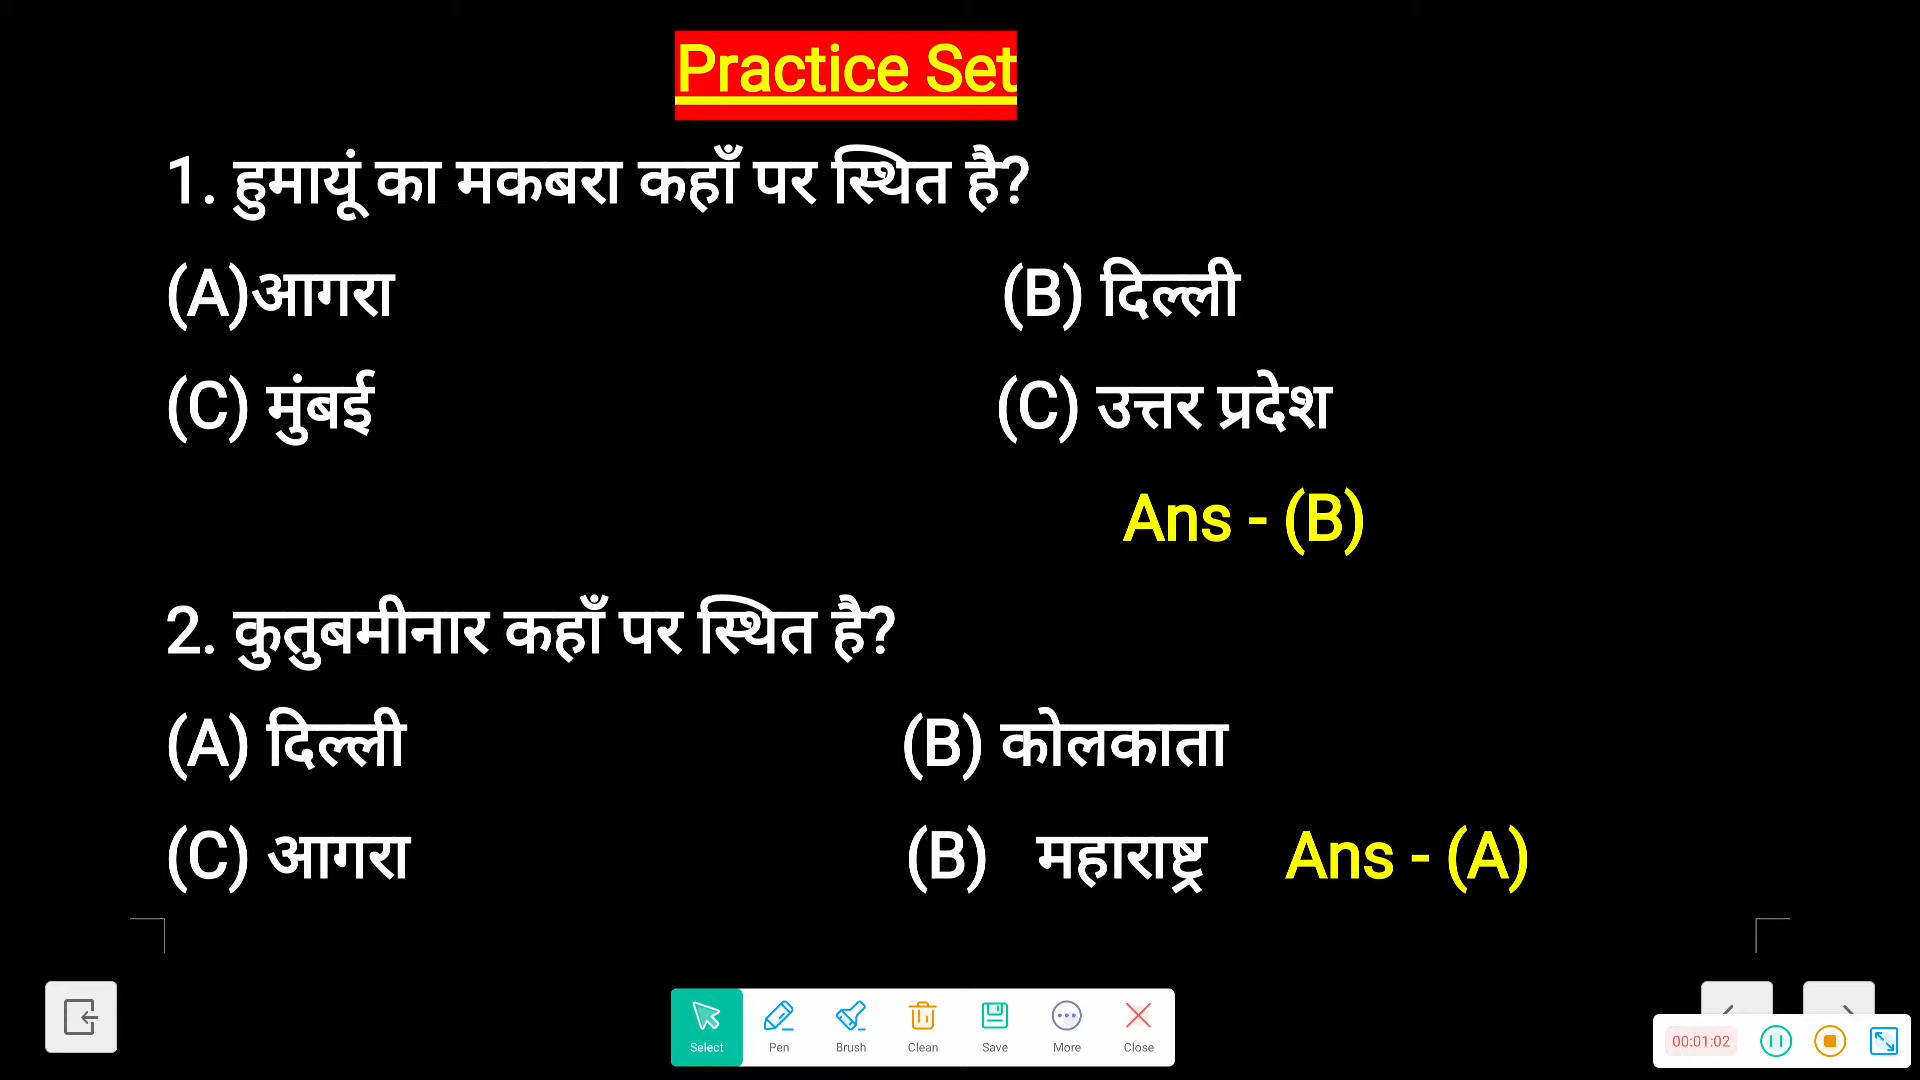 Practice Set
1. हुमायूं का मकबरा कहाँ पर स्थित है?
(A)आगरा (B) दिल्ली
(C) मुंबई (C) उत्तर प्रदेश
Ans - (B)
2. कुतुबमीनार कहाँ पर स्थित है?
(A) दिल्ली (B) कोलकाता
(C) आगरा (B) महाराष्ट्र Ans - (A)
Select Pen Brush Clean Save More Close
00:01:02